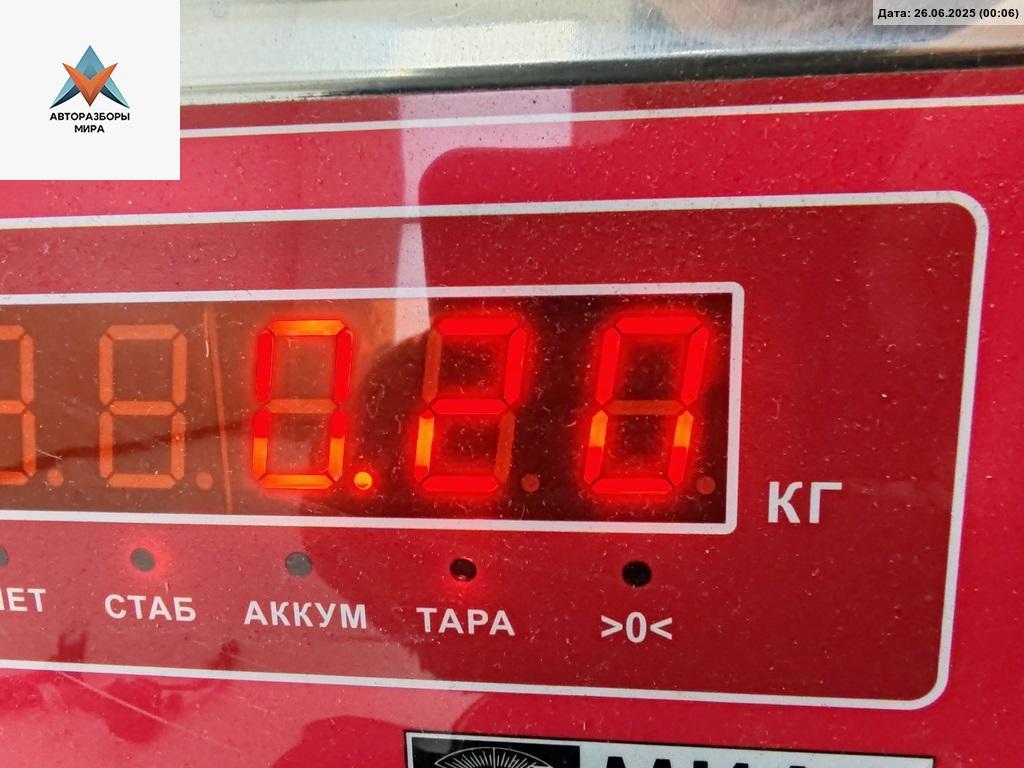 Дата: 26.06.2025 (00:06)
АВТОРАЗБОРЫ
МИРА
0.20
КГ
СТАБ АККУМ ТАРА >0<